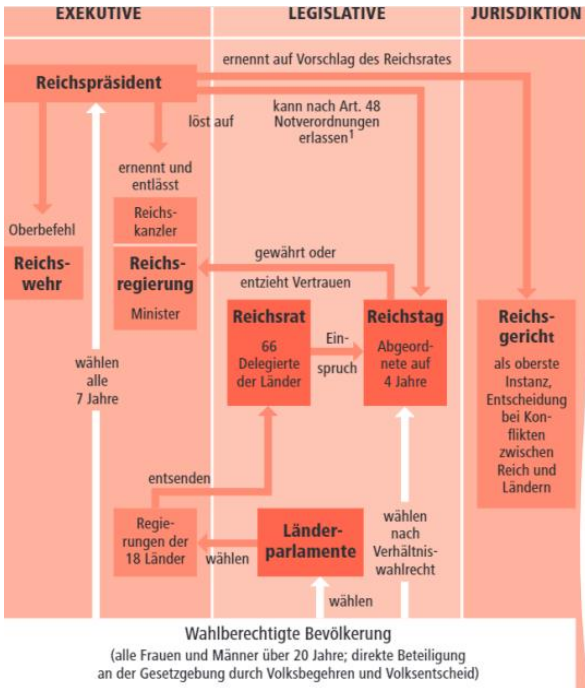 EXEKUTIVE
LEGISLATIVE
JURISDIKTION
ernennt auf Vorschlag des Reichsrates
Reichspräsident
löst auf
kann nach Art. 48
Notverordnungen
erlassen¹
ernennt und
entlässt
Oberbefehl
Reichs-
kanzler
Reichs-
wehr
Reichs-
regierung
Minister
gewährt oder
entzieht Vertrauen
Reichsrat
66
Delegierte
der Länder
Ein-
spruch
Reichstag
Abgeord-
nete auf
4 Jahre
Reichs-
gericht
als oberste
Instanz,
Entscheidung
bei Kon-
flikten
zwischen
Reich und
Ländern
wählen
alle
7 Jahre
entsenden
Regie-
rungen der
18 Länder
wählen
Länder-
parlamente
wählen
nach
Verhältnis-
wahlrecht
wählen
Wahlberechtigte Bevölkerung
(alle Frauen und Männer über 20 Jahre; direkte Beteiligung
an der Gesetzgebung durch Volksbegehren und Volksentscheid)